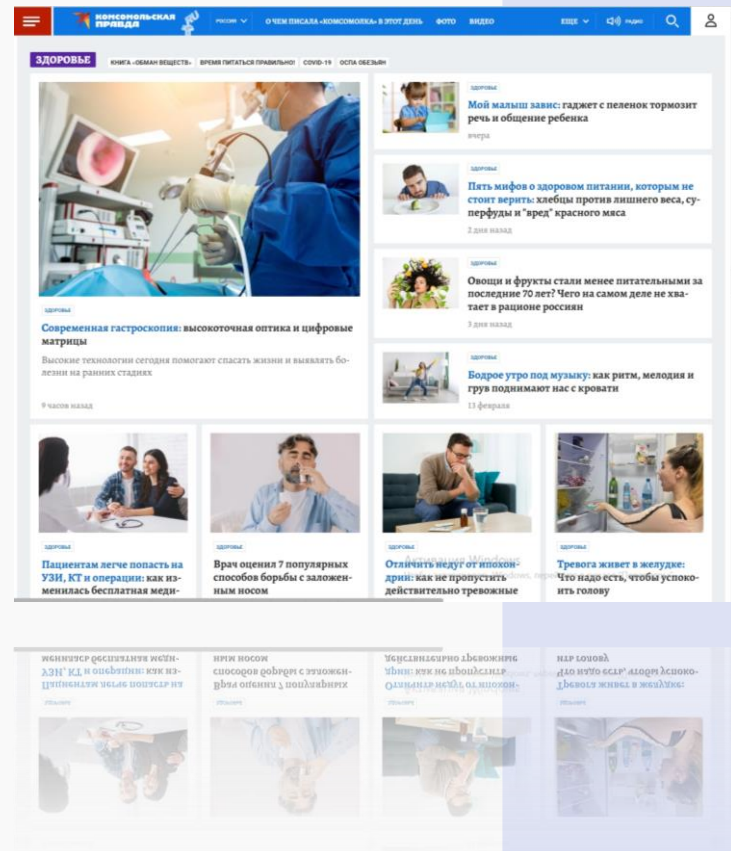 КОМСОМОЛЬСКАЯ
ПРАВДА
РОССИЯ
О ЧЕМ ПИСАЛА «КОМСОМОЛКА» В ЭТОТ ДЕНЬ
ФОТО
ВИДЕО
ЕЩЕ
РАДИО
ЗДОРОВЬЕ
КНИГА «ОБМАН ВЕЩЕСТВ»
ВРЕМЯ ПИТАТЬСЯ ПРАВИЛЬНО!
COVID-19
ОСПА ОБЕЗЬЯН
ЗДОРОВЬЕ
Современная гастроскопия: высокоточная оптика и цифровые
матрицы
Высокие технологии сегодня помогают спасать жизни и выявлять бо-
лезни на ранних стадиях
9 часов назад
ЗДОРОВЬЕ
Мой малыш завис: гаджет с пеленок тормозит
речь и общение ребенка
вчера
ЗДОРОВЬЕ
Пять мифов о здоровом питании, которым не
стоит верить: хлебцы против лишнего веса, су-
перфуды и "вред" красного мяса
2 дня назад
ЗДОРОВЬЕ
Овощи и фрукты стали менее питательными за
последние 70 лет? Чего на самом деле не хва-
тает в рационе россиян
3 дня назад
ЗДОРОВЬЕ
Бодрое утро под музыку: как ритм, мелодия и
грув поднимают нас с кровати
13 февраля
ЗДОРОВЬЕ
Пациентам легче попасть на
УЗИ, КТ и операции: как из-
менилась бесплатная меди-
ЗДОРОВЬЕ
Врач оценил 7 популярных
способов борьбы с заложен-
ным носом
ЗДОРОВЬЕ
Отличить недуг от ипохон-
дрии: как не пропустить
действительно тревожные
ЗДОРОВЬЕ
Тревога живет в желудке:
Что надо есть, чтобы успоко-
ить голову
Активация Windows